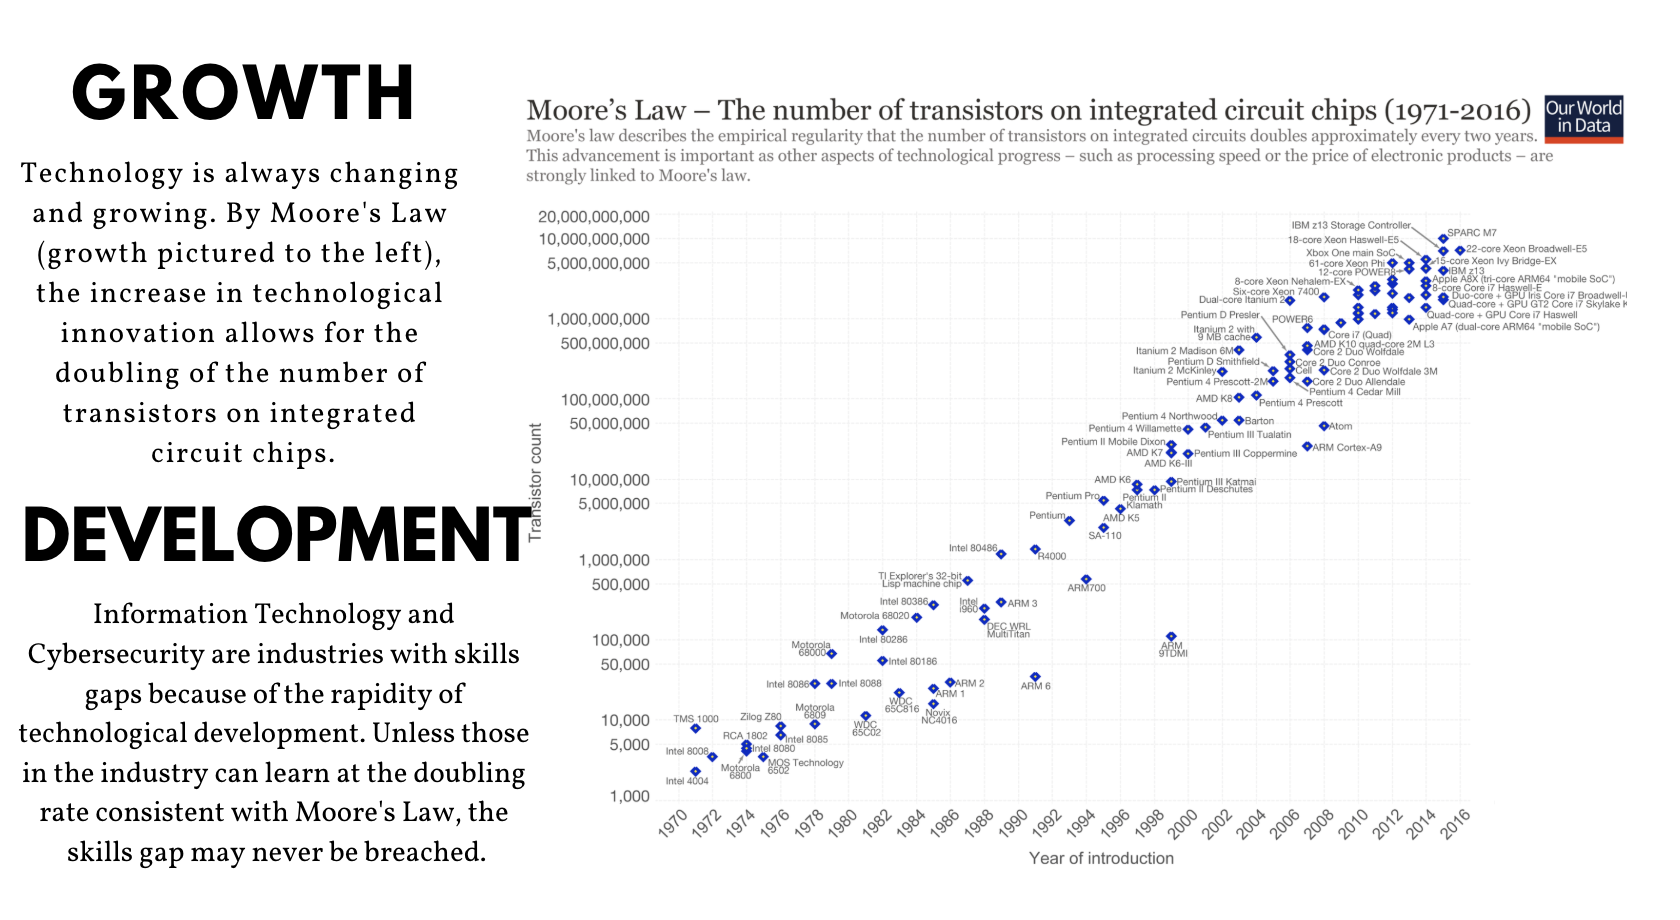 GROWTH
Technology is always changing
and growing. By Moore's Law
(growth pictured to the left),
the increase in technological
innovation allows for the
doubling of the number of
transistors on integrated
circuit chips.
DEVELOPMENT
Information Technology and
Cybersecurity are industries with skills
gaps because of the rapidity of
technological development. Unless those
in the industry can learn at the doubling
rate consistent with Moore's Law, the
skills gap may never be breached.
Moore’s Law – The number of transistors on integrated circuit chips (1971-2016)
Our World
in Data
Moore's law describes the empirical regularity that the number of transistors on integrated circuits doubles approximately every two years.
This advancement is important as other aspects of technological progress – such as processing speed or the price of electronic products – are
strongly linked to Moore's law.
Transistor count
20,000,000,000
10,000,000,000
5,000,000,000
1,000,000,000
500,000,000
100,000,000
50,000,000
10,000,000
5,000,000
1,000,000
500,000
100,000
50,000
10,000
5,000
1,000
IBM z13 Storage Controller
SPARC M7
18-core Xeon Haswell-E5
22-core Xeon Broadwell-E5
Xbox One main SoC
15-core Xeon Ivy Bridge-EX
61-core Xeon Phi
IBM z13
12-core POWER8
Apple A8X (tri-core ARM64 "mobile SoC")
8-core Xeon Nehalem-EX
8-core Core i7 Haswell-E
Six-core Xeon 7400
Duo-core + GPU Iris Core i7 Broadwell-
Dual-core Itanium 2
Quad-core + GPU GT2 Core i7 Skylake K
Pentium D Presler
Quad-core + GPU Core i7 Haswell
POWER6
Apple A7 (dual-core ARM64 "mobile SoC")
Itanium 2 with
9 MB cache
Core i7 (Quad)
AMD K10 quad-core 2M L3
Itanium 2 Madison 6M
Core 2 Duo Wolfdale
Pentium D Smithfield
Core 2 Duo Conroe
Itanium 2 McKinley
Cell
Core 2 Duo Wolfdale 3M
Pentium 4 Prescott-2M
Core 2 Duo Allendale
Pentium 4 Cedar Mill
AMD K8
Pentium 4 Prescott
Pentium 4 Northwood
Barton
Atom
Pentium 4 Willamette
Pentium III Tualatin
Pentium II Mobile Dixon
ARM Cortex-A9
AMD K7
Pentium III Coppermine
AMD K6-III
AMD K6
Pentium III Katmai
Pentium II Deschutes
Pentium Pro
Pentium II
Klamath
Pentium
AMD K5
SA-110
Intel 80486
R4000
TI Explorer's 32-bit
Lisp machine chip
ARM700
Intel 80386
Intel
i960
ARM 3
Motorola 68020
DEC WRL
MultiTitan
Intel 80286
Motorola
68000
ARM
9TDMI
Intel 80186
Intel 8086
Intel 8088
ARM 2
ARM 6
ARM 1
WDC
65C816
Novix
NC4016
TMS 1000
Zilog Z80
Motorola
6809
WDC
65C02
RCA 1802
Intel 8085
Intel 8008
Intel 8080
Motorola
6800
MOS Technology
6502
Intel 4004
1970 1972 1974 1976 1978 1980 1982 1984 1986 1988 1990 1992 1994 1996 1998 2000 2002 2004 2006 2008 2010 2012 2014 2016
Year of introduction